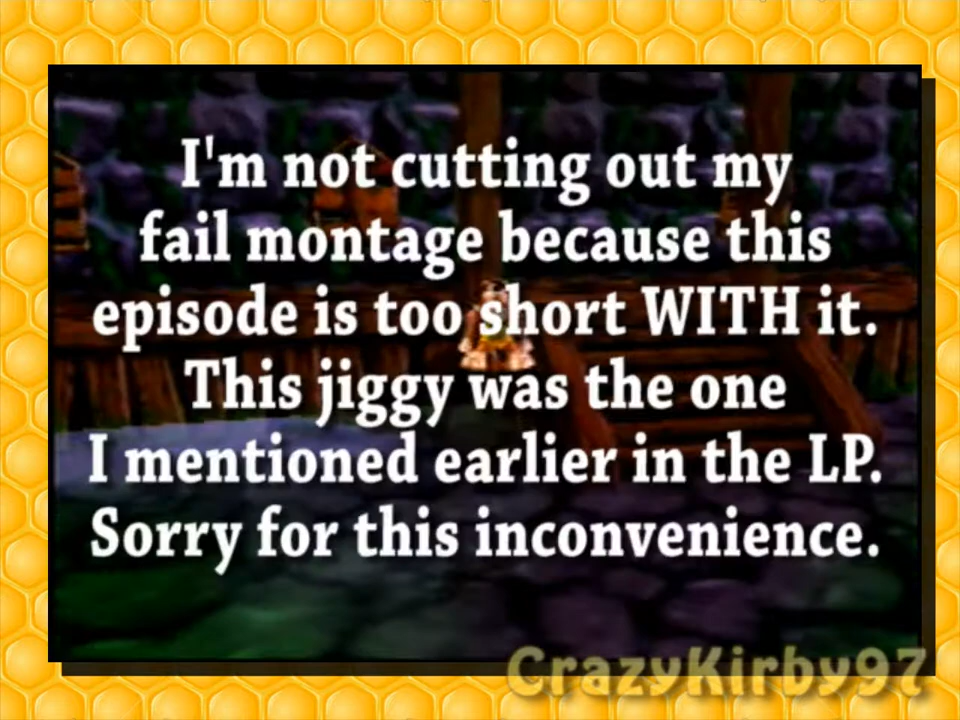 I'm not cutting out my
fail montage because this
episode is too short WITH it.
This jiggy was the one
I mentioned earlier in the LP.
Sorry for this inconvenience.
CrazyKirby97